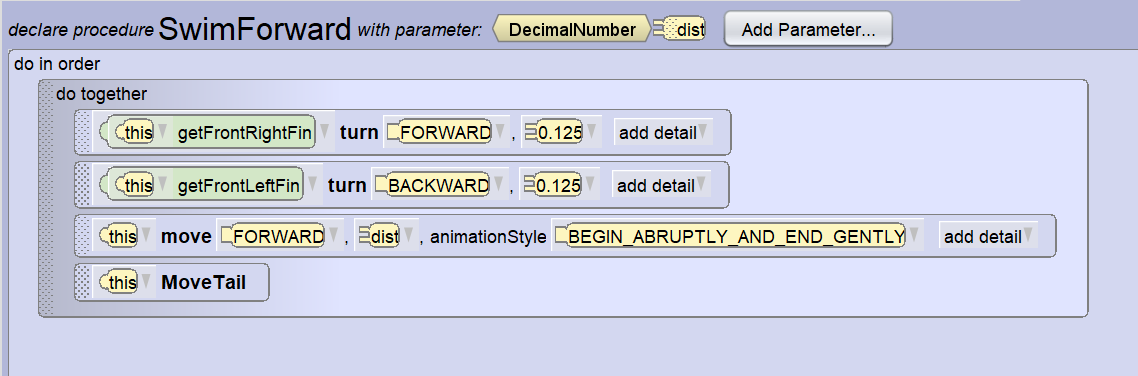 declare procedure SwimForward with parameter: DecimalNumber dist Add Parameter...
do in order
do together
this getFrontRightFin turn FORWARD , 0.125 add detail
this getFrontLeftFin turn BACKWARD , 0.125 add detail
this move FORWARD , dist , animationStyle BEGIN_ABRUPTLY_AND_END_GENTLY add detail
this MoveTail